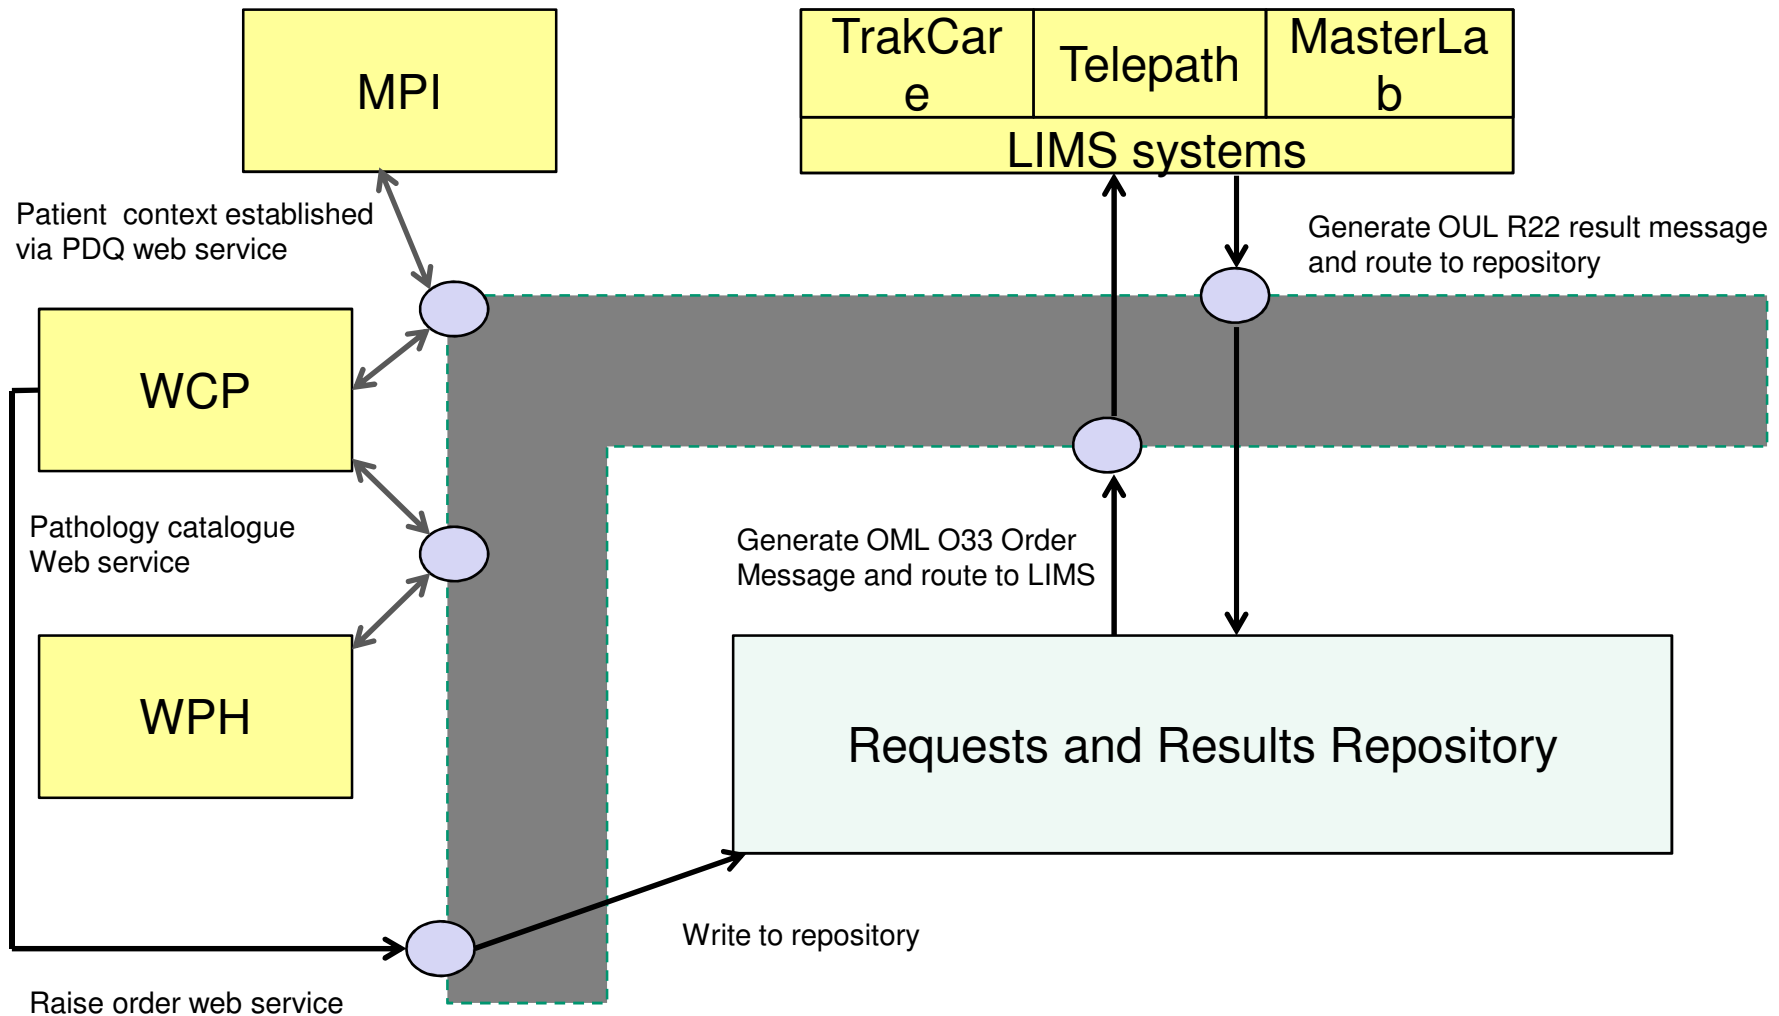 MPI
TrakCar
e
Telepath
MasterLa
b
LIMS systems
Patient context established
via PDQ web service
Generate OUL R22 result message
and route to repository
WCP
Pathology catalogue
Web service
Generate OML O33 Order
Message and route to LIMS
WPH
Requests and Results Repository
Write to repository
Raise order web service